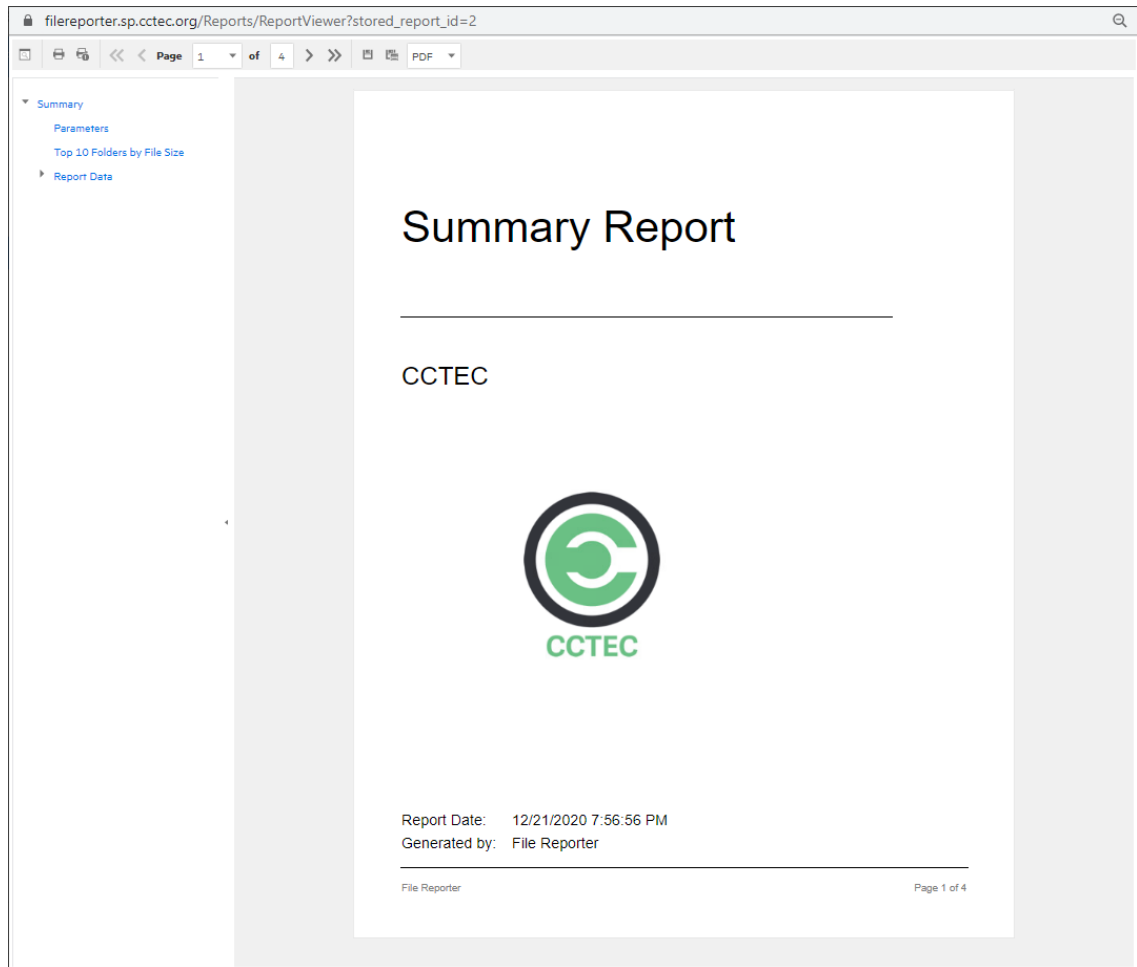 filereporter.sp.cctec.org/Reports/ReportViewer?stored_report_id=2
Page 1 of 4 PDF
Summary
Parameters
Top 10 Folders by File Size
Report Data
Summary Report
CCTEC
CCTEC
Report Date: 12/21/2020 7:56:56 PM
Generated by: File Reporter
File Reporter Page 1 of 4